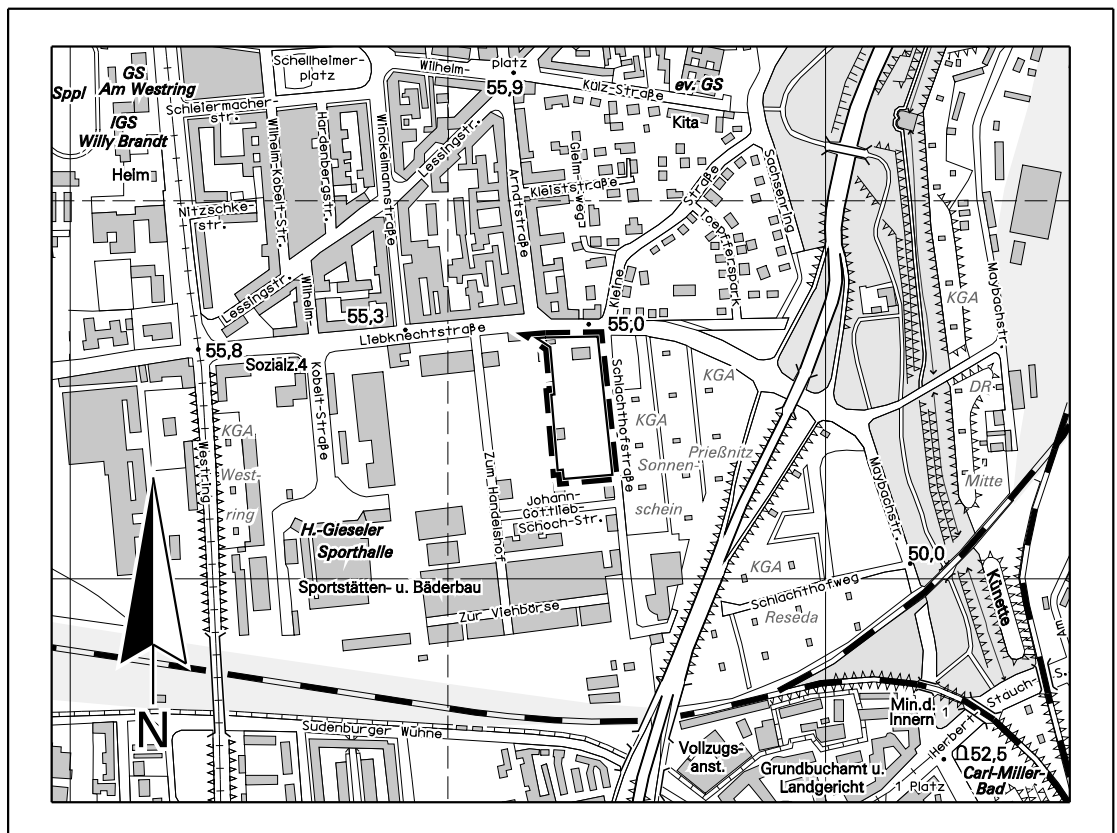 Schellheimer-
platz
Wilhelm-
platz
55,9
Külz-Straße
ev. GS
Kita
GS
Am Westring
Sppl
IGS
Willy Brandt
Heim
Schleiermacher-
str.
Wilhelm-Kobelt-Str.
Hardenbergstr.
Winckelmannstraße
Lessingstr.
Arndtstraße
Gleim-
weg
Kleiststraße
Straße
Kleine
Toepfferspark
Sachsenring
Nitzschke-
str.
Lessingstr.
Wilhelm-
55,3
Liebknechtstraße
55,0
55,8
Sozialz.4
Kobelt-Straße
Westring
KGA
West-
ring
Zum Handelshof
Schlachthofstraße
KGA
KGA
Sonnen-
schein
Prießnitz
KGA
Maybachstr.
DR
Mitte
Maybachstr.
Johann-
Gottlieb-
Schoch-Str.
H.-Gieseler
Sporthalle
Sportstätten- u. Bäderbau
Zur Viehbörse
KGA
Reseda
Schlachthofweg
50,0
Künette
Am
N
Sudenburger Wuhne
Vollzugs-
anst.
Grundbuchamt u.
Landgericht
Min.d.
Innern
1
Herbert-
Stauch-
S.
52,5
Carl-Miller-
Bad
1 Platz